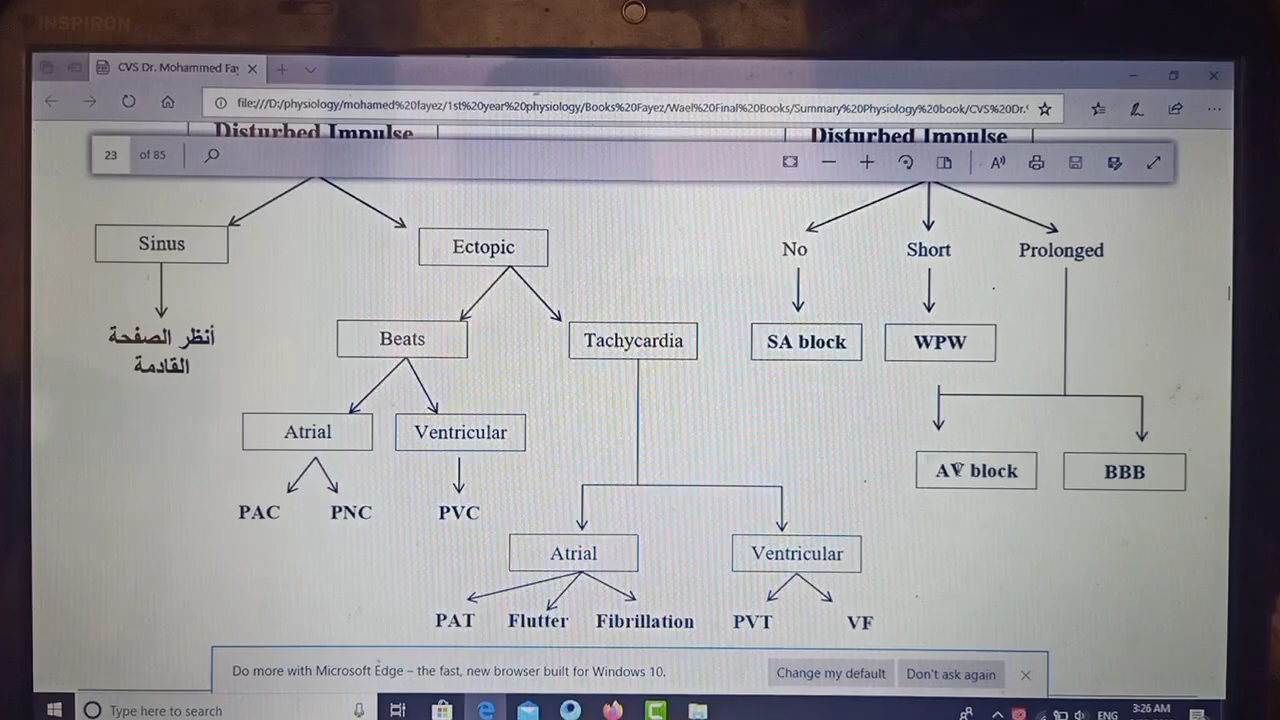 INSPIRON
CVS Dr. Mohammed Fay
file:///D:/physiology/mohamed%20fayez/1st%20year%20physiology/Books%20Fayez/Wael%20Final%20Books/Summary%20Physiology%20book/CVS%20Dr.
Disturbed Impulse
Disturbed Impulse
23 of 85
Sinus
Ectopic
No
Short
Prolonged
أنظر الصفحة
القادمة
Beats
Tachycardia
SA block
WPW
Atrial
Ventricular
AV block
BBB
PAC
PNC
PVC
Atrial
Ventricular
PAT
Flutter
Fibrillation
PVT
VF
Do more with Microsoft Edge – the fast, new browser built for Windows 10.
Change my default
Don't ask again
Type here to search
ENG
3:26 AM